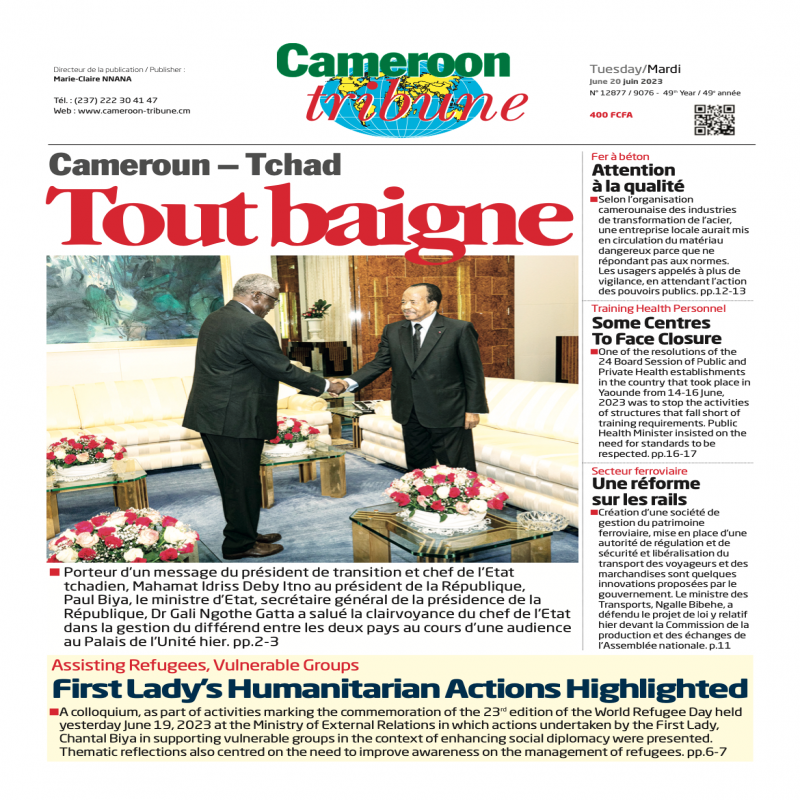 Directeur de la publication / Publisher :
Marie-Claire NNANA
Tél. : (237) 222 30 41 47
Web : www.cameroon-tribune.cm
Cameroon
tribune
Tuesday/Mardi
June 20 juin 2023
N° 12877 / 9076 - 49th Year / 49e année
400 FCFA
Cameroun – Tchad
Tout baigne
Porteur d'un message du président de transition et chef de l'Etat
tchadien, Mahamat Idriss Deby Itno au président de la République,
Paul Biya, le ministre d'Etat, secrétaire général de la présidence de la
République, Dr Gali Ngothe Gatta a salué la clairvoyance du chef de l'Etat
dans la gestion du différend entre les deux pays au cours d'une audience
au Palais de l'Unité hier. pp.2-3
Fer à béton
Attention
à la qualité
Selon l'organisation
camerounaise des industries
de transformation de l'acier,
une entreprise locale aurait mis
en circulation du matériau
dangereux parce que ne
répondant pas aux normes.
Les usagers appelés à plus de
vigilance, en attendant l'action
des pouvoirs publics. pp.12-13
Training Health Personnel
Some Centres
To Face Closure
One of the resolutions of the
24 Board Session of Public and
Private Health establishments
in the country that took place in
Yaounde from 14-16 June,
2023 was to stop the activities
of structures that fall short of
training requirements. Public
Health Minister insisted on the
need for standards to be
respected. pp.16-17
Secteur ferroviaire
Une réforme
sur les rails
Création d'une société de
gestion du patrimoine
ferroviaire, mise en place d'une
autorité de régulation et de
sécurité et libéralisation du
transport des voyageurs et des
marchandises sont quelques
innovations proposées par le
gouvernement. Le ministre des
Transports, Ngalle Bibehe, a
défendu le projet de loi y relatif
hier devant la Commission de la
production et des échanges de
l'Assemblée nationale. p.11
Assisting Refugees, Vulnerable Groups
First Lady's Humanitarian Actions Highlighted
A colloquium, as part of activities marking the commemoration of the 23rd edition of the World Refugee Day held
yesterday June 19, 2023 at the Ministry of External Relations in which actions undertaken by the First Lady,
Chantal Biya in supporting vulnerable groups in the context of enhancing social diplomacy were presented.
Thematic reflections also centred on the need to improve awareness on the management of refugees. pp.6-7